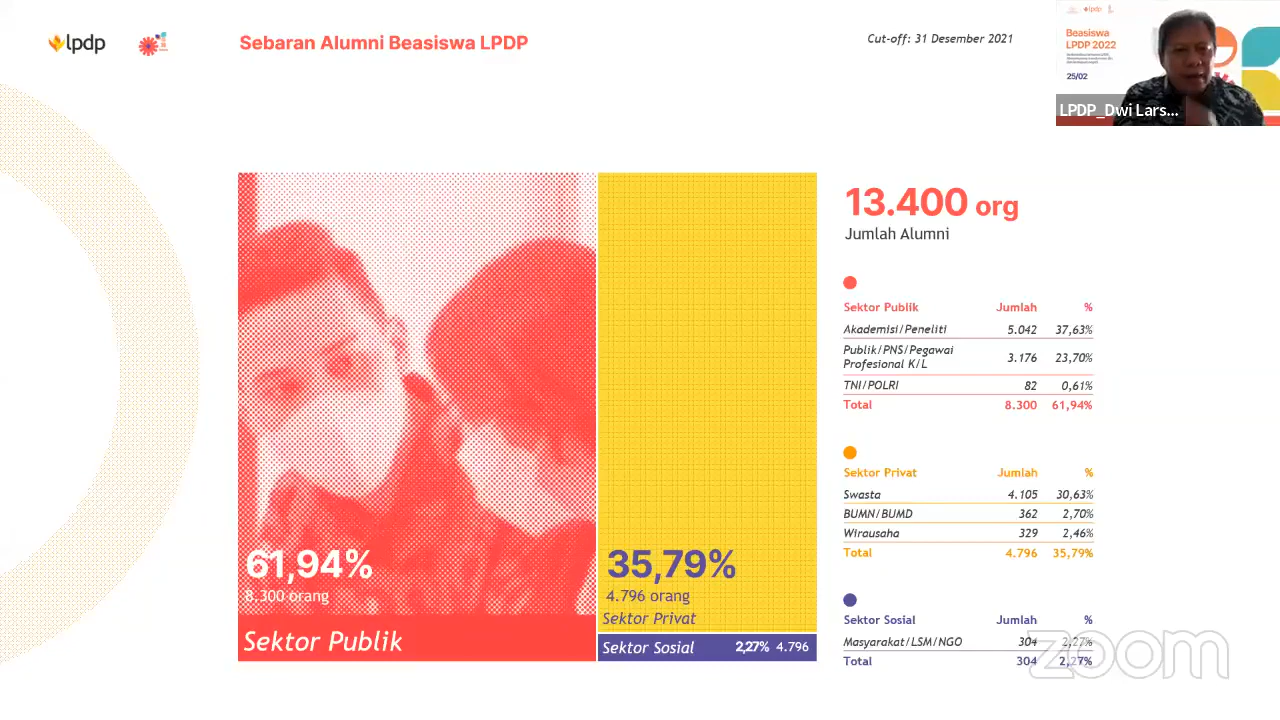 lpdp
Sebaran Alumni Beasiswa LPDP
Cut-off: 31 Desember 2021
lpdp
Beasiswa
LPDP 2022
25/02
LPDP_Dwi Lars...
61,94%
8.300 orang
Sektor Publik
35,79%
4.796 orang
Sektor Privat
Sektor Sosial 2,27% 4.796
13.400 org
Jumlah Alumni
Sektor Publik Jumlah %
Akademisi/Peneliti 5.042 37,63%
Publik/PNS/Pegawai
Profesional K/L 3.176 23,70%
TNI/POLRI 82 0,61%
Total 8.300 61,94%
Sektor Privat Jumlah %
Swasta 4.105 30,63%
BUMN/BUMD 362 2,70%
Wirausaha 329 2,46%
Total 4.796 35,79%
Sektor Sosial Jumlah %
Masyarakat/LSM/NGO 304 2,27%
Total 304 2,27%
zoom